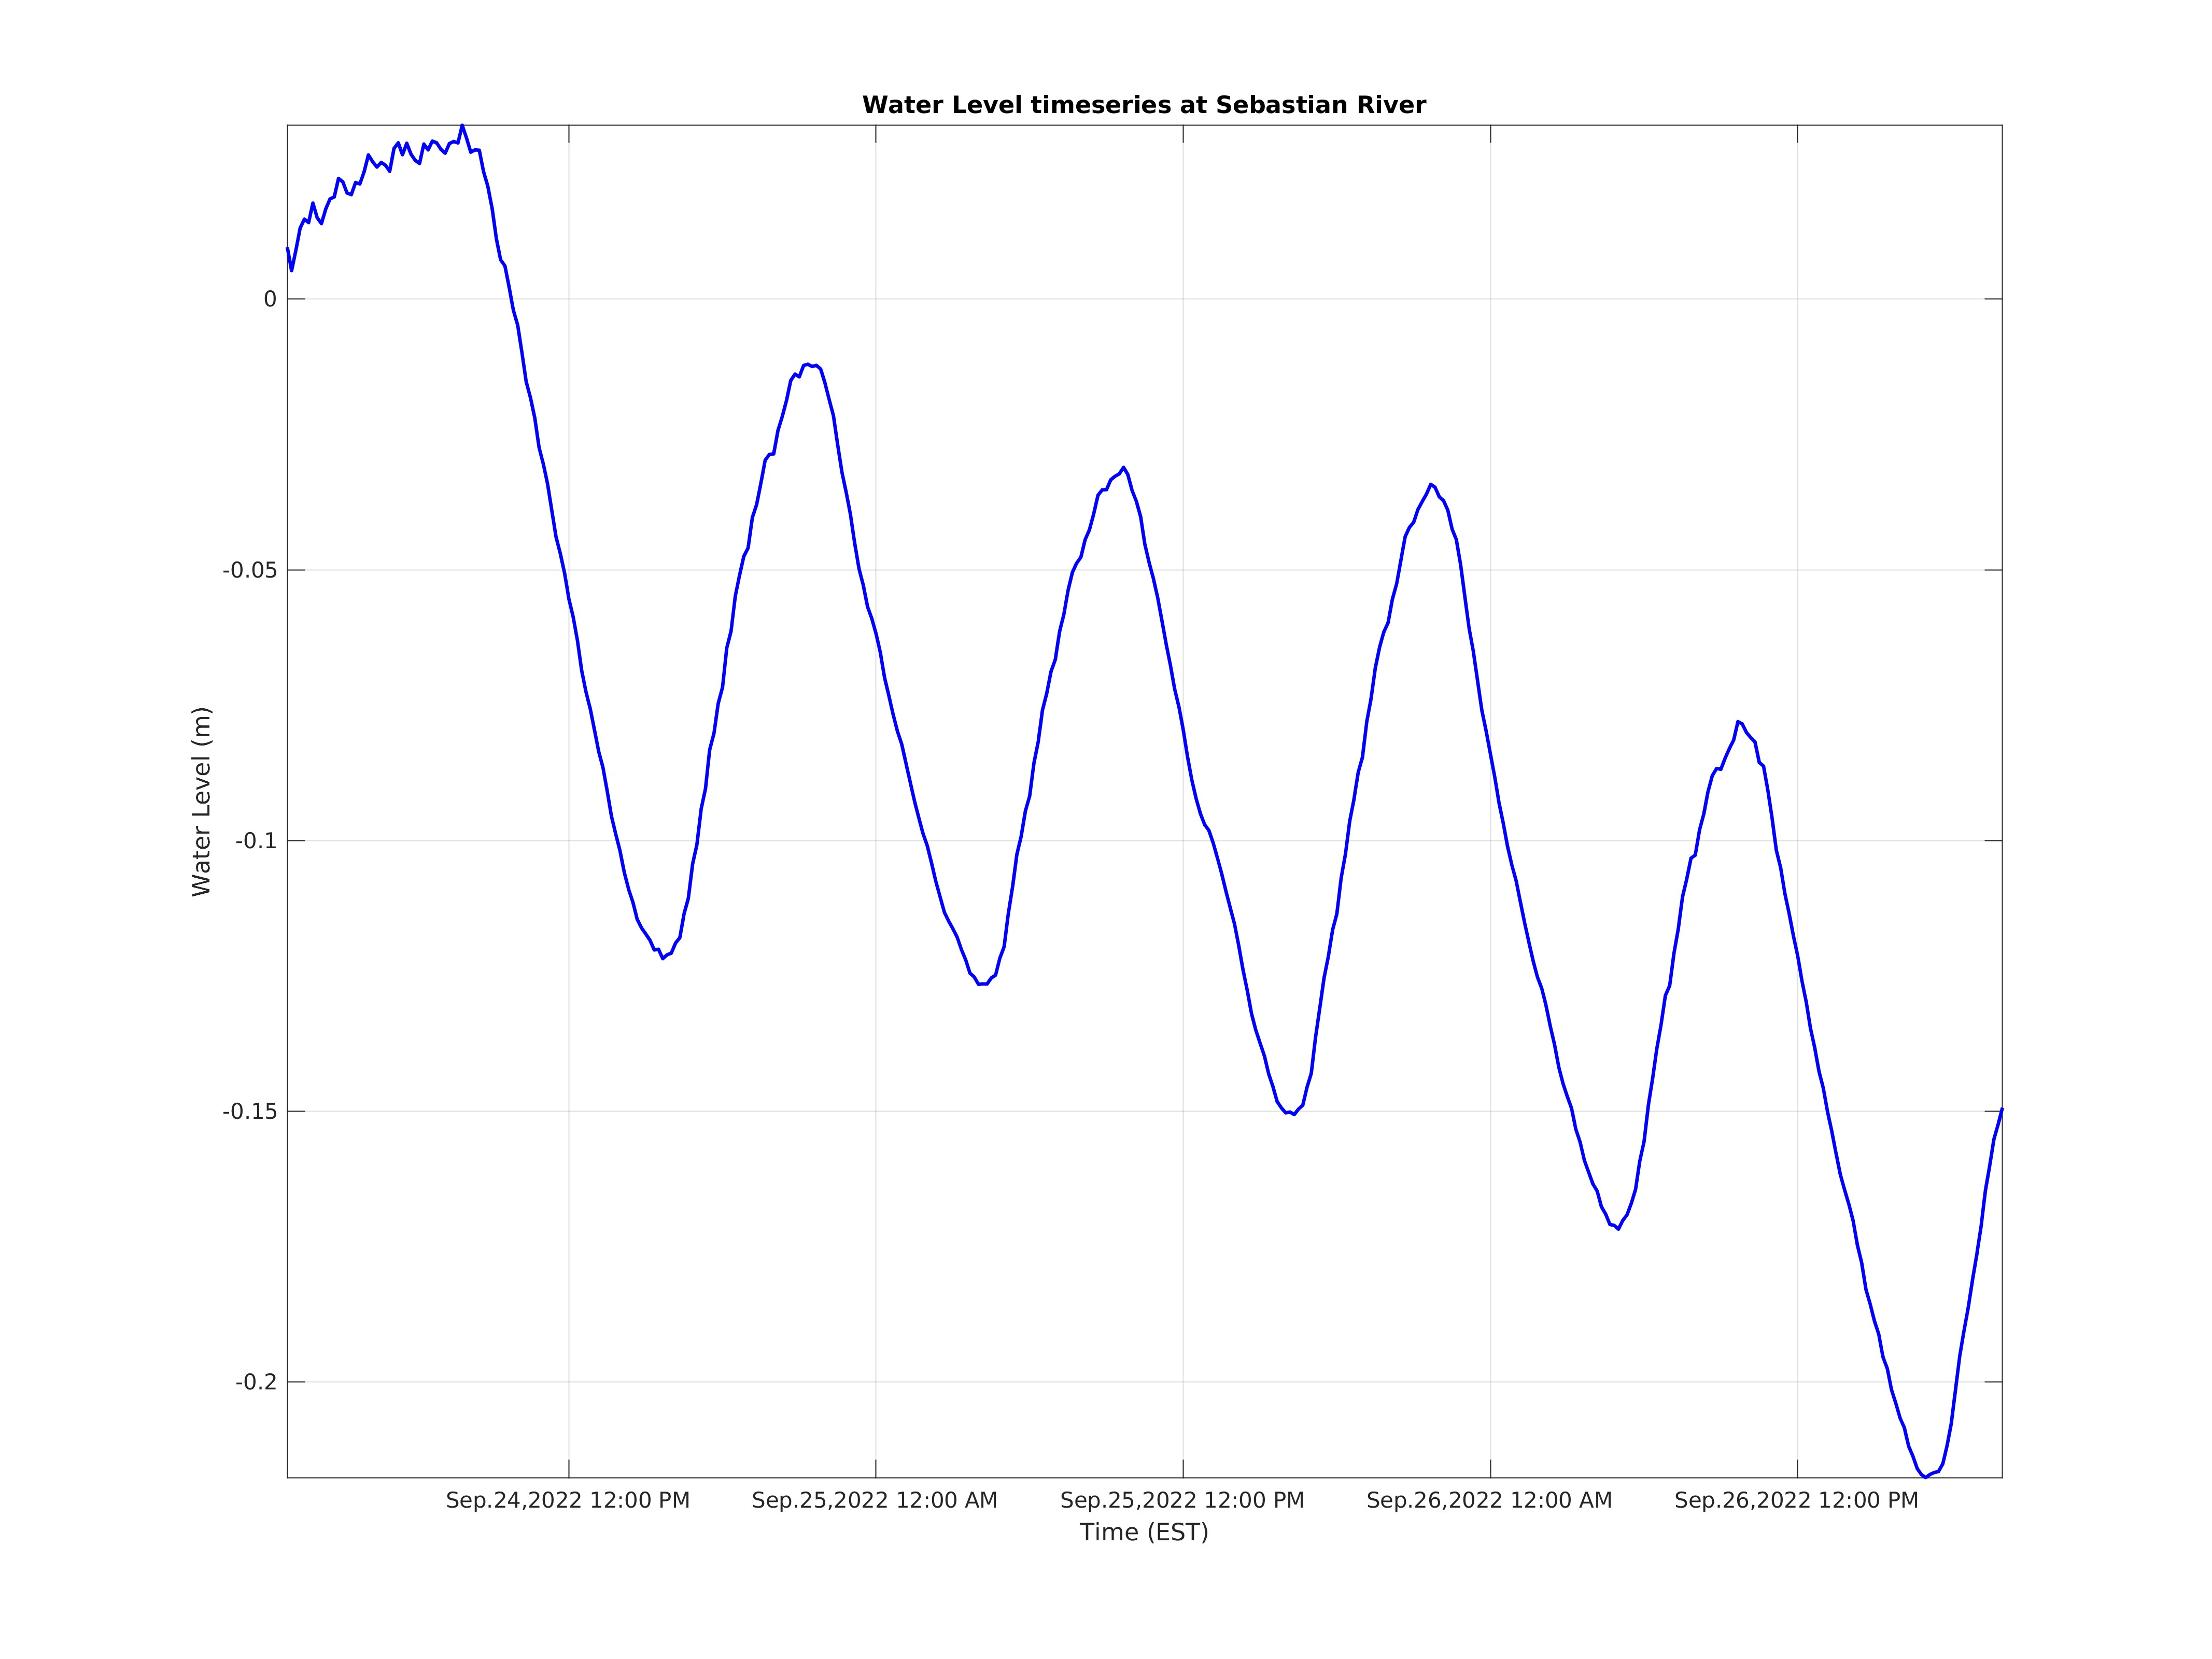 Water Level timeseries at Sebastian River
0
-0.05
-0.1
-0.15
-0.2
Water Level (m)
Sep.24,2022 12:00 PM
Sep.25,2022 12:00 AM
Sep.25,2022 12:00 PM
Sep.26,2022 12:00 AM
Sep.26,2022 12:00 PM
Time (EST)